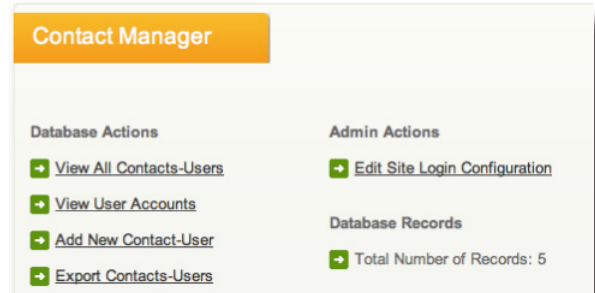 Contact Manager
Database Actions
View All Contacts-Users
View User Accounts
Add New Contact-User
Export Contacts-Users
Admin Actions
Edit Site Login Configuration
Database Records
Total Number of Records: 5